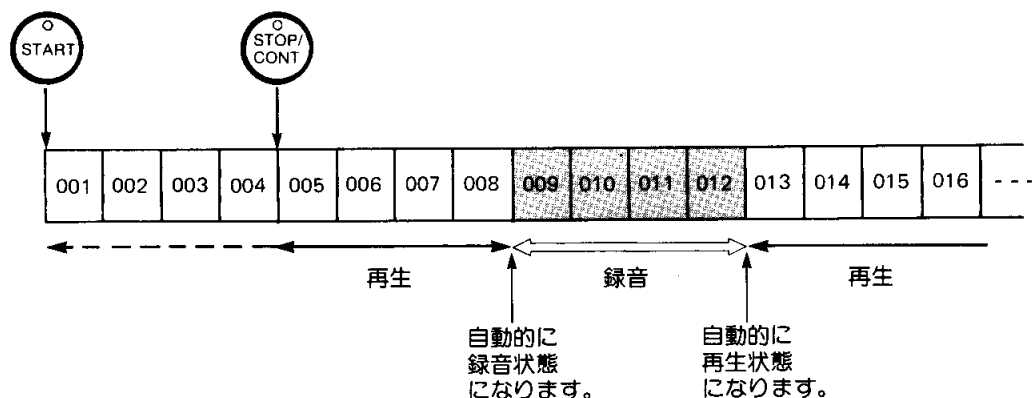 START
STOP/
CONT
001 002 003 004 005 006 007 008 009 010 011 012 013 014 015 016
再生 録音 再生
自動的に
録音状態
になります。
自動的に
再生状態
になります。